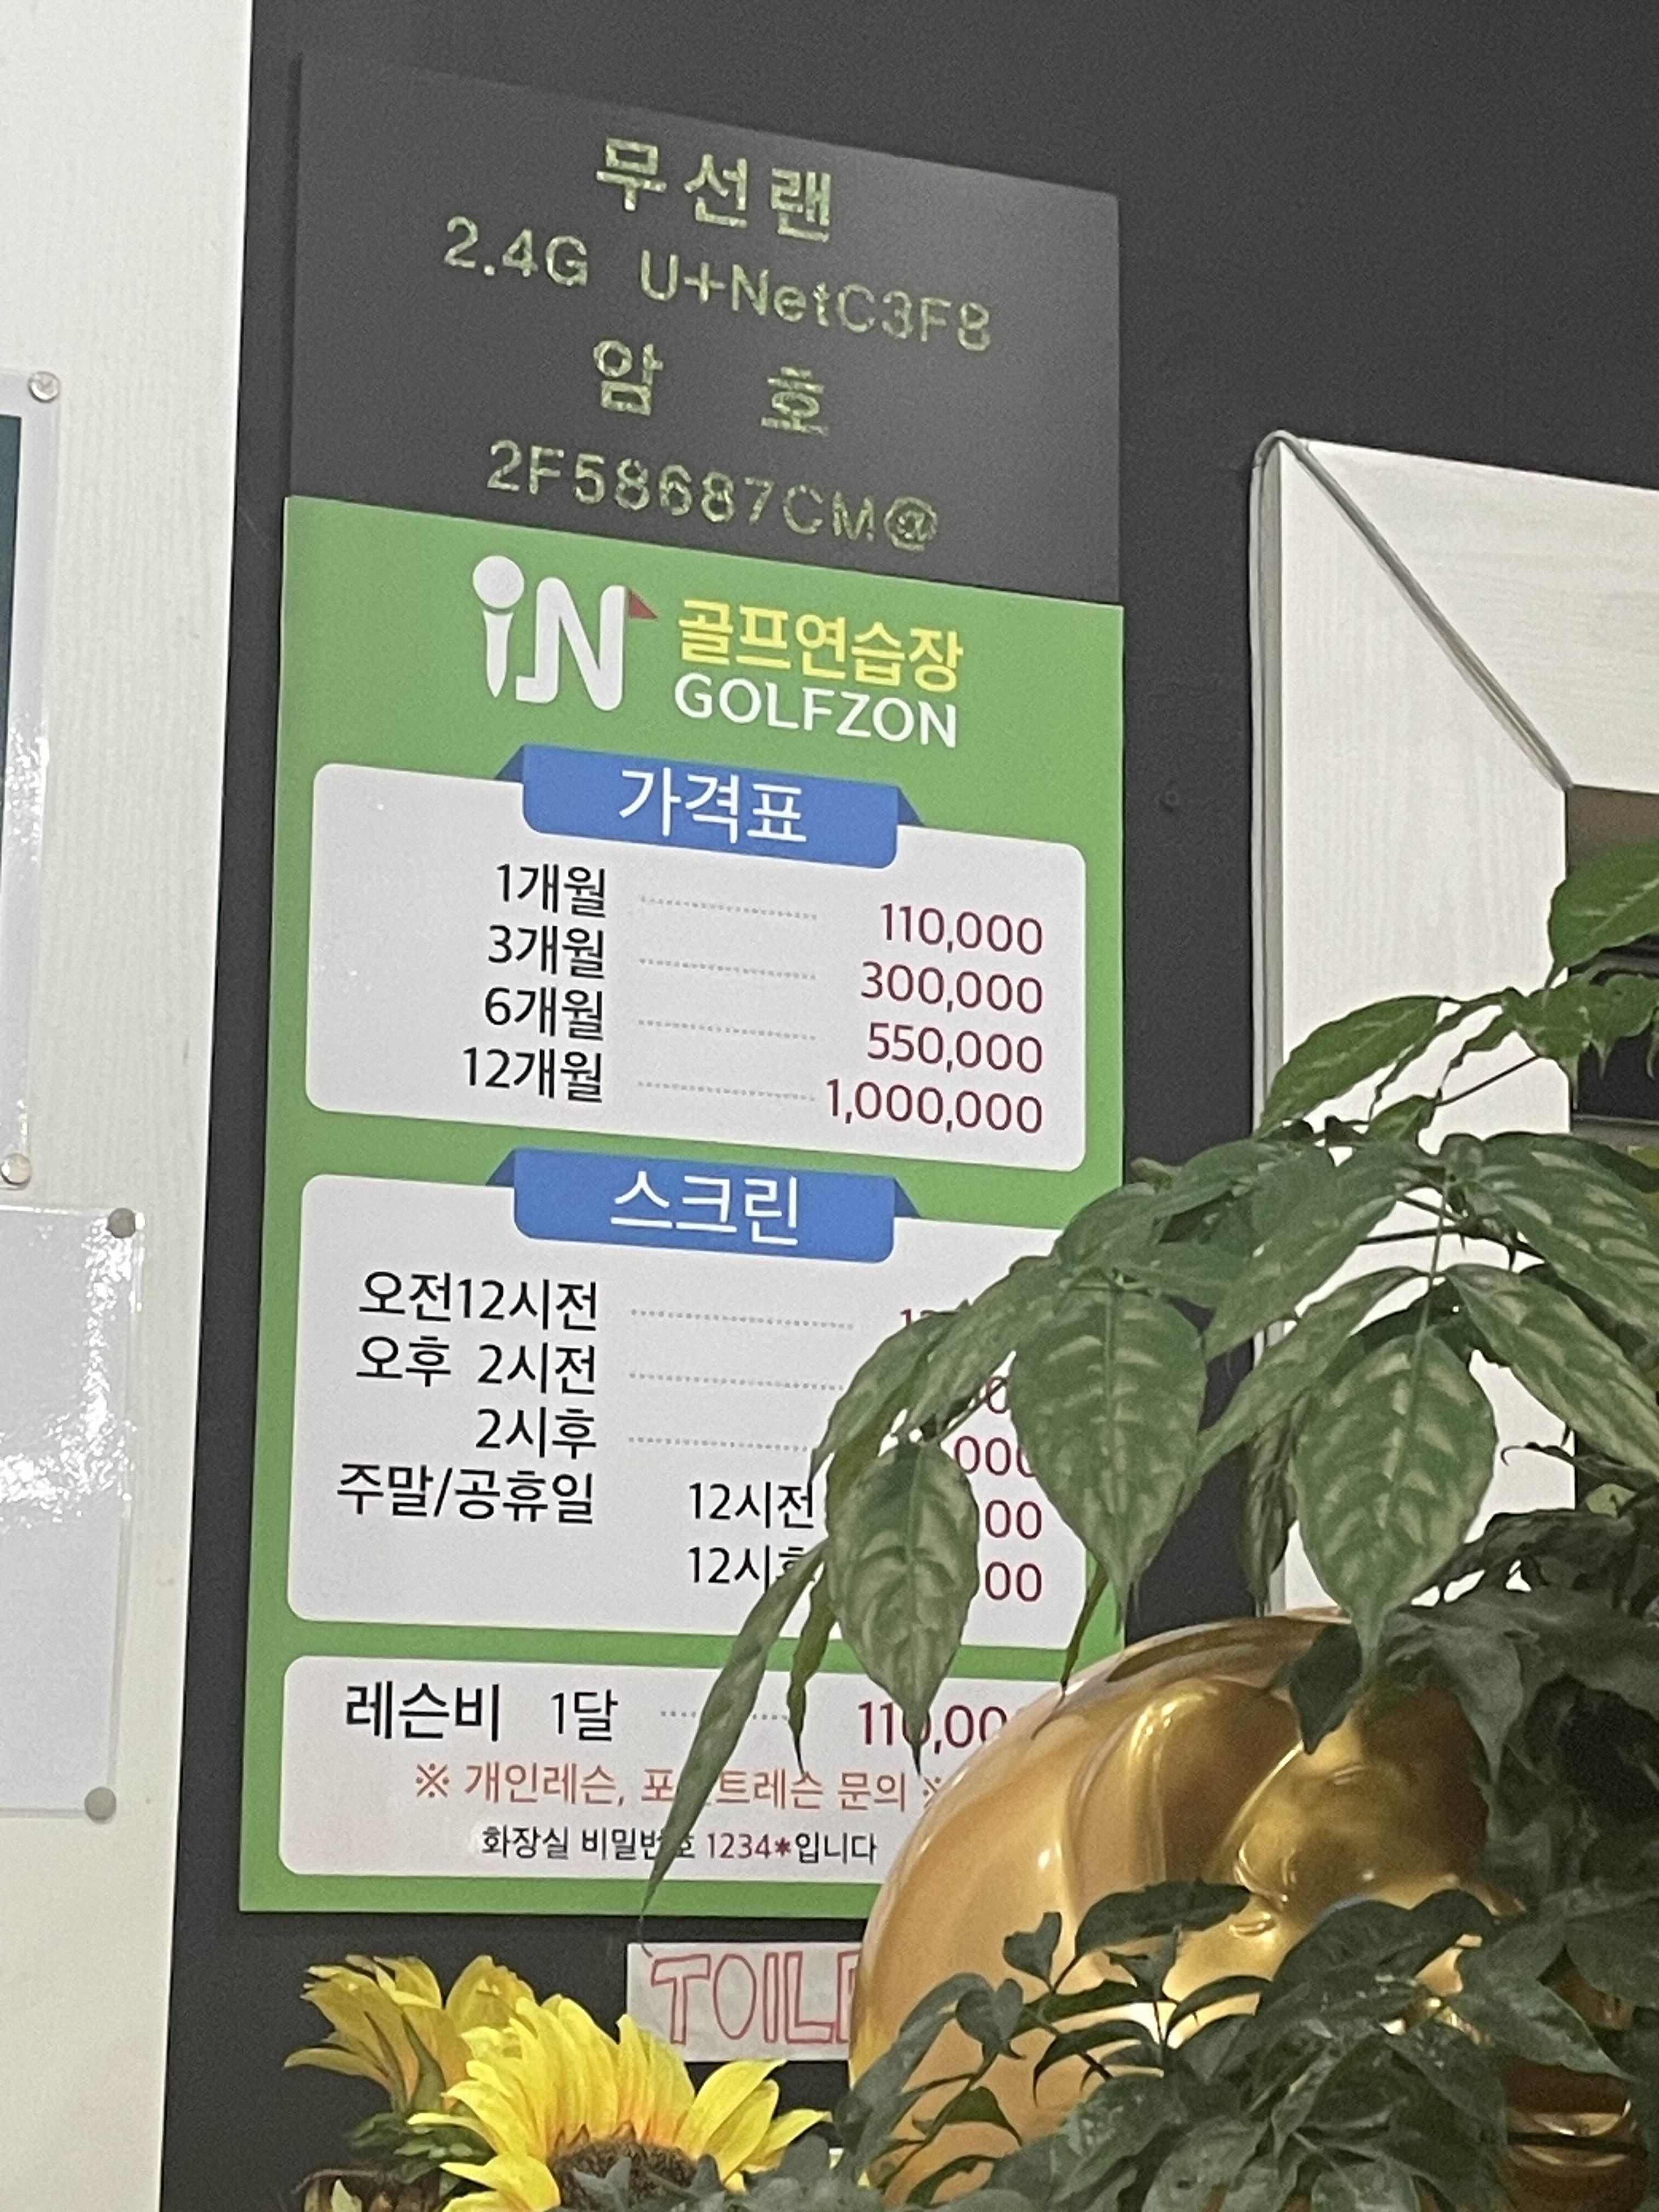 무선랜
2.4G U+NetC3F8
암 호
2F58687CM@
iN 골프연습장
GOLFZON
가격표
1개월 110,000
3개월 300,000
6개월 550,000
12개월 1,000,000
스크린
오전12시전
오후 2시전
2시후
주말/공휴일 12시전
레슨비 1달
※ 개인레슨, 문의
화장실 비밀번호 1234*입니다